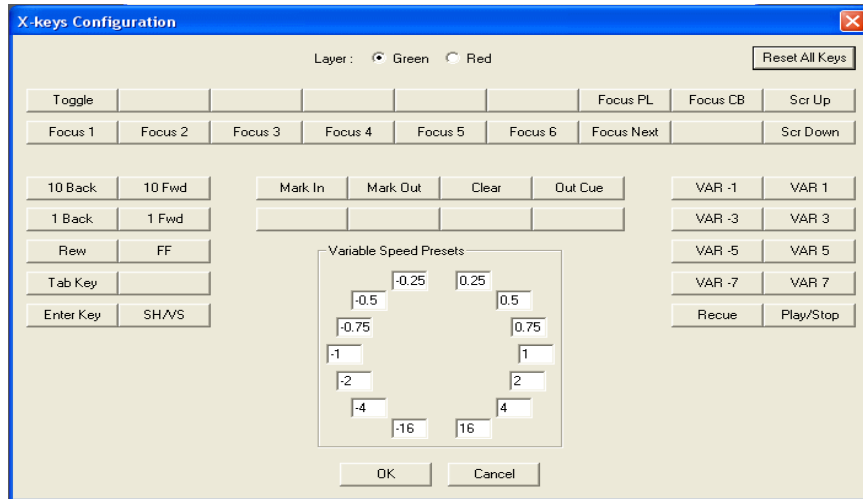 X-keys Configuration
Layer : Green Red Reset All Keys
Toggle Focus PL Focus CB Scr Up
Focus 1 Focus 2 Focus 3 Focus 4 Focus 5 Focus 6 Focus Next Scr Down
10 Back 10 Fwd Mark In Mark Out Clear Out Cue VAR -1 VAR 1
1 Back 1 Fwd VAR -3 VAR 3
Rew FF Variable Speed Presets VAR -5 VAR 5
Tab Key -0.25 0.25 VAR -7 VAR 7
-0.5 0.5
Enter Key SH/VS Recue Play/Stop
-0.75 0.75
-1 1
-2 2
-4 4
-16 16
OK Cancel